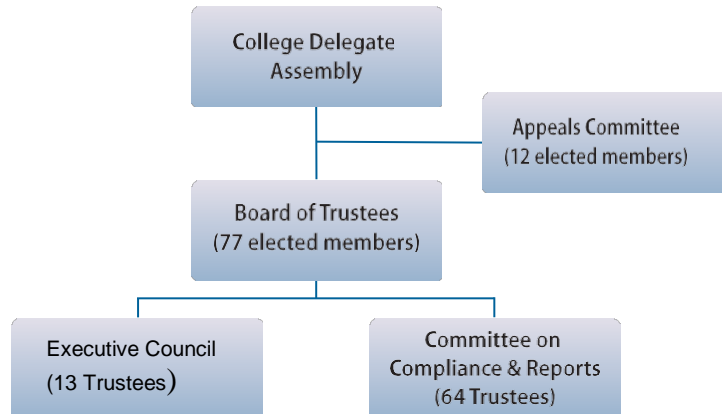 College Delegate
Assembly
Appeals Committee
(12 elected members)
Board of Trustees
(77 elected members)
Executive Council
(13 Trustees)
Committee on
Compliance & Reports
(64 Trustees)